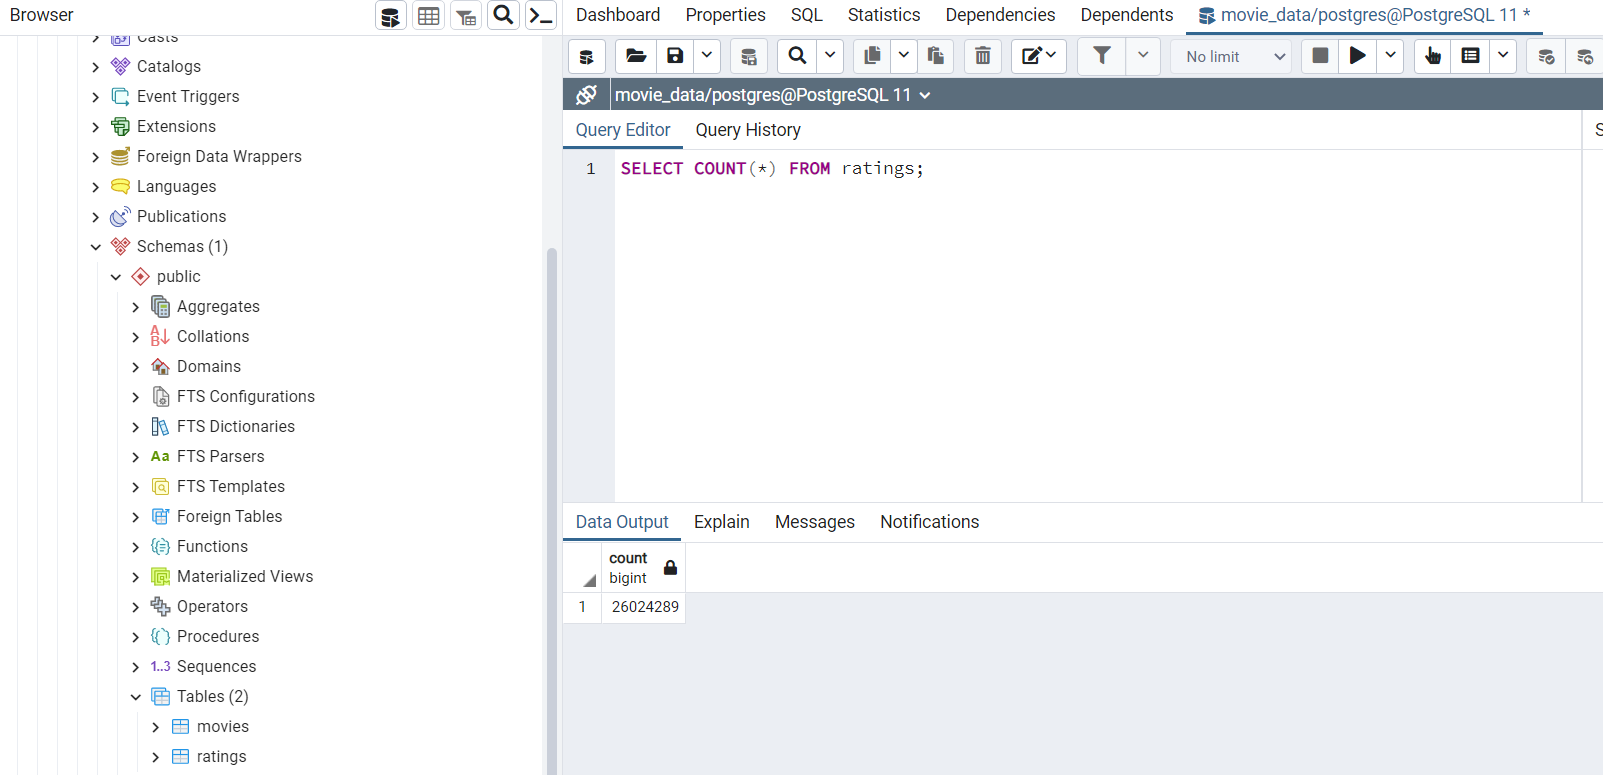 Browser
Dashboard Properties SQL Statistics Dependencies Dependents movie_data/postgres@PostgreSQL 11 *
Casts
Catalogs
Event Triggers
Extensions
Foreign Data Wrappers
Languages
Publications
Schemas (1)
public
Aggregates
Collations
Domains
FTS Configurations
FTS Dictionaries
Aa FTS Parsers
FTS Templates
Foreign Tables
Functions
Materialized Views
Operators
Procedures
1..3 Sequences
Tables (2)
movies
ratings
No limit
movie_data/postgres@PostgreSQL 11
Query Editor Query History
1 SELECT COUNT(*) FROM ratings;
Data Output Explain Messages Notifications
count
bigint
1 26024289